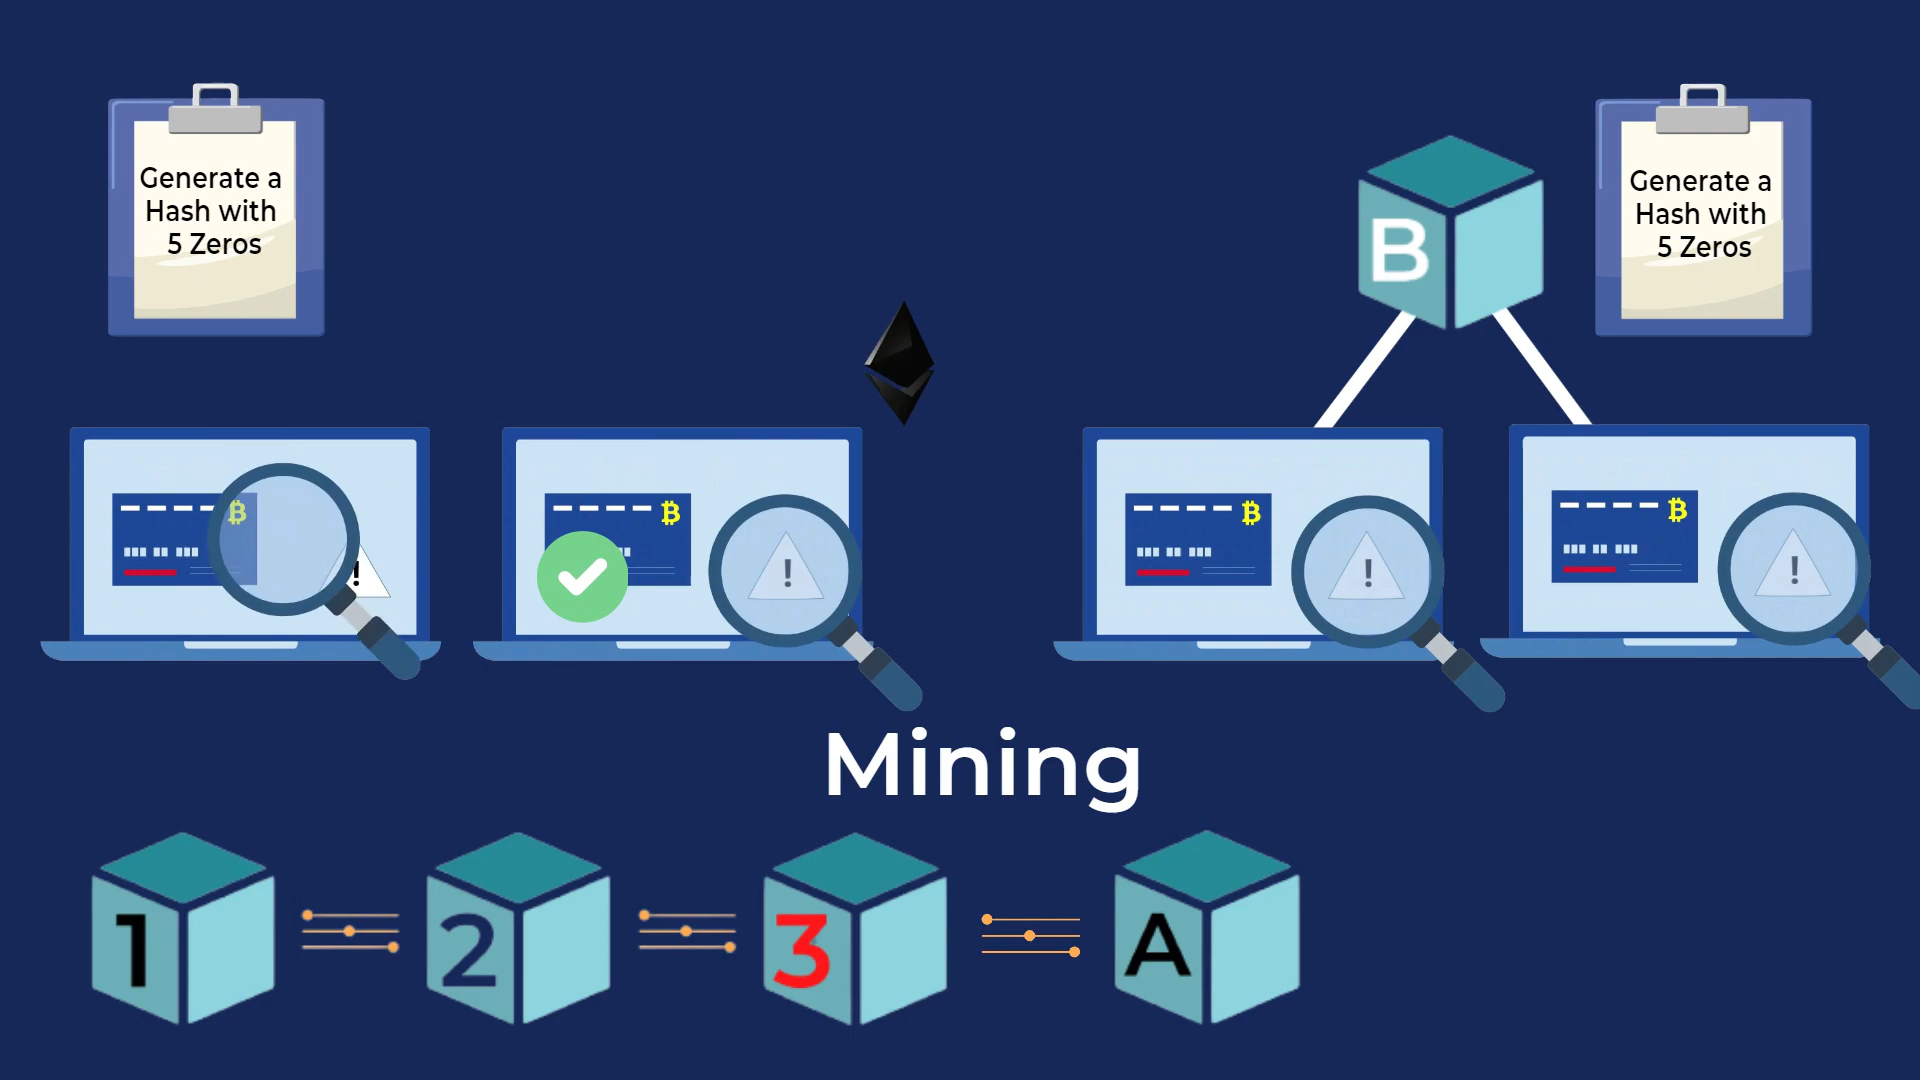 Generate a
Hash with
5 Zeros
Generate a
Hash with
5 Zeros
B
!
!
!
!
Mining
1
2
3
A